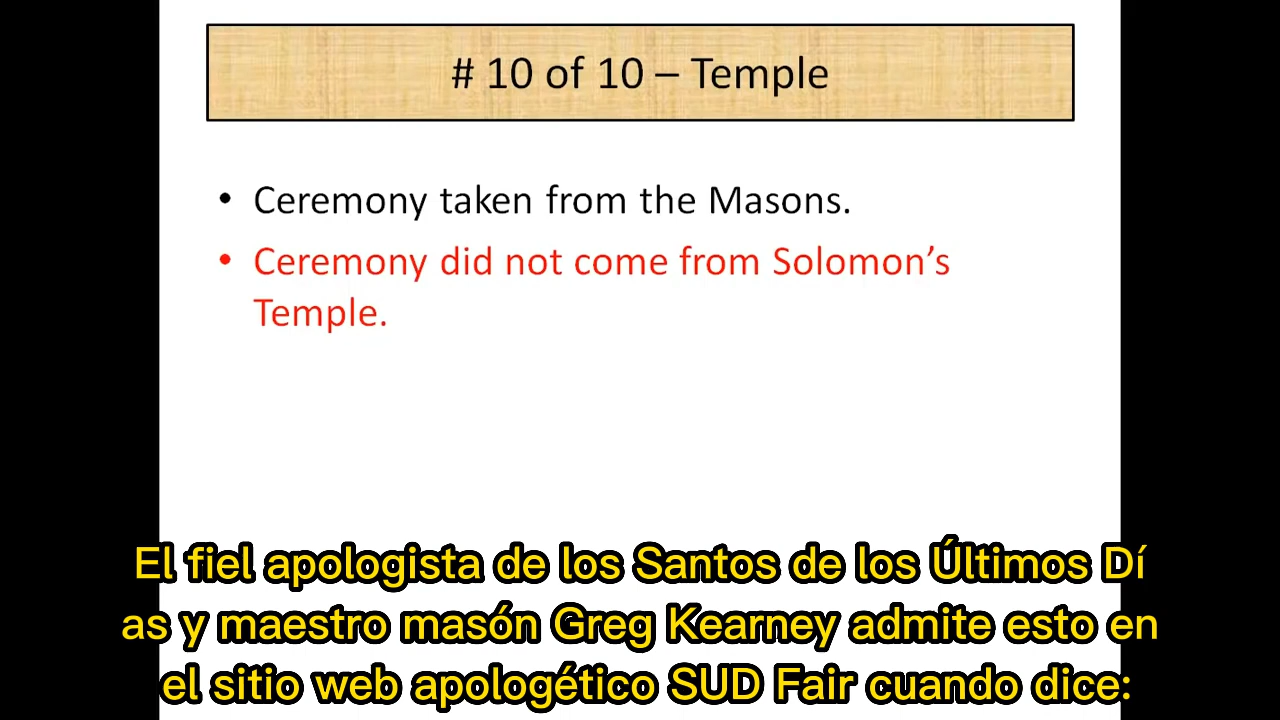 # 10 of 10 – Temple
• Ceremony taken from the Masons.
• Ceremony did not come from Solomon’s
Temple.
El fiel apologista de los Santos de los Últimos Dí
as y maestro masón Greg Kearney admite esto en
el sitio web apologético SUD Fair cuando dice: